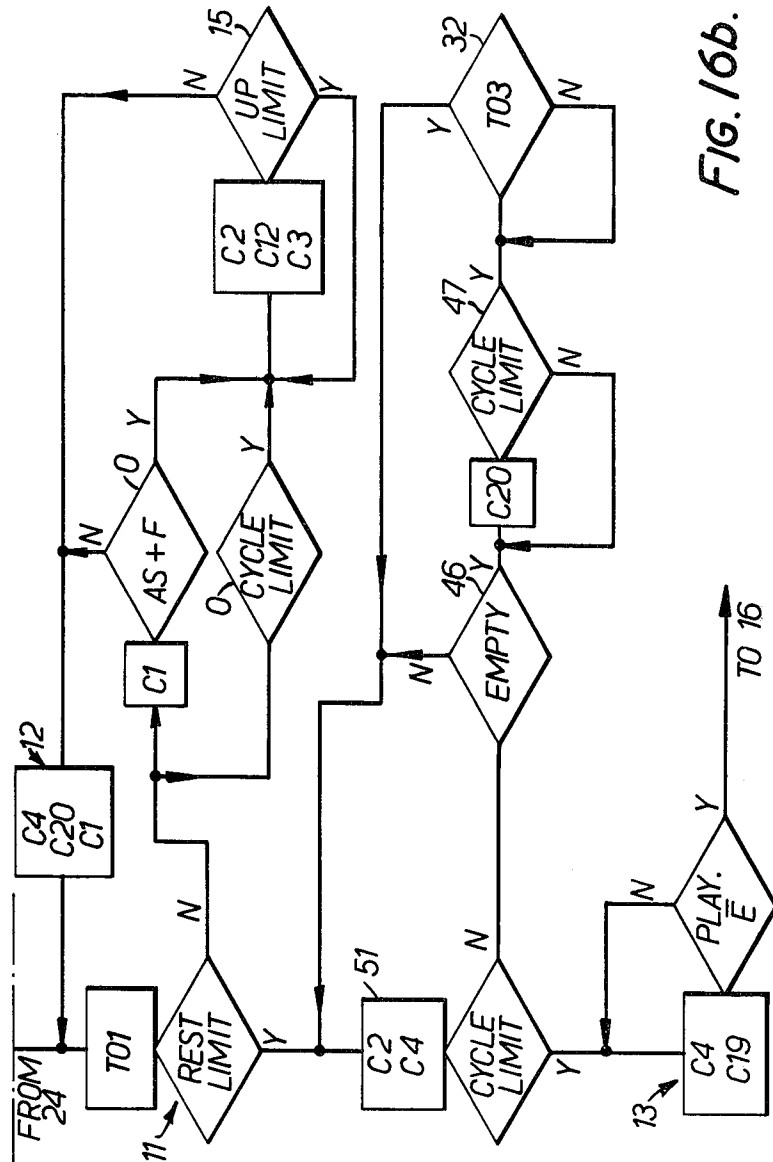 FROM
24
T01
11
REST
LIMIT
N
Y
12
C4
C20
C1
C1
0
AS+F
N
Y
0
CYCLE
LIMIT
Y
C2
C12
C3
15
UP
LIMIT
N
Y
51
C2
C4
CYCLE
LIMIT
N
Y
46
EMPTY
N
Y
C20
47
CYCLE
LIMIT
Y
N
32
T03
Y
N
13
C4
C19
PLAY.
E̿
N
Y
TO 16
FIG. 16b.